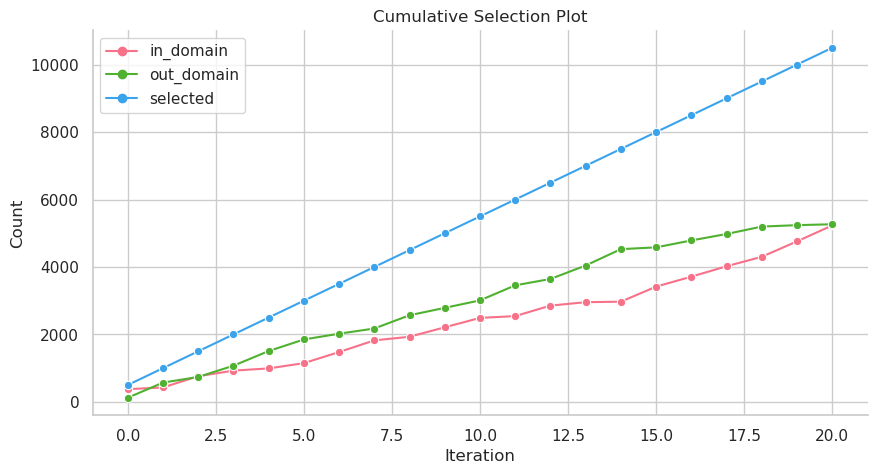 Cumulative Selection Plot
in_domain
out_domain
selected
Count
10000
8000
6000
4000
2000
0
0.0 2.5 5.0 7.5 10.0 12.5 15.0 17.5 20.0
Iteration